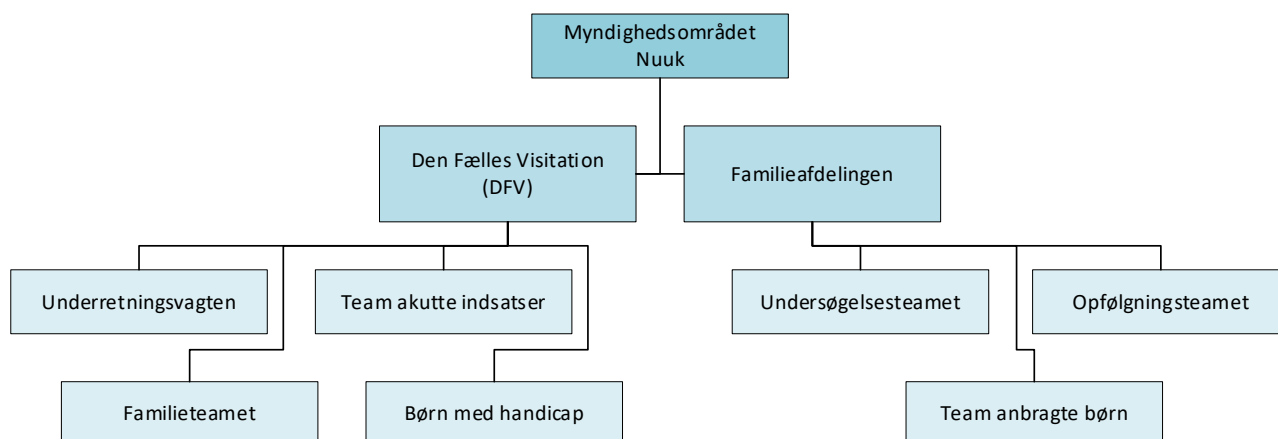 Myndighedsområdet
Nuuk
Den Fælles Visitation
(DFV)
Familieafdelingen
Underretningsvagten
Team akutte indsatser
Undersøgelsesteamet
Opfølgningsteamet
Familieteamet
Børn med handicap
Team anbragte børn